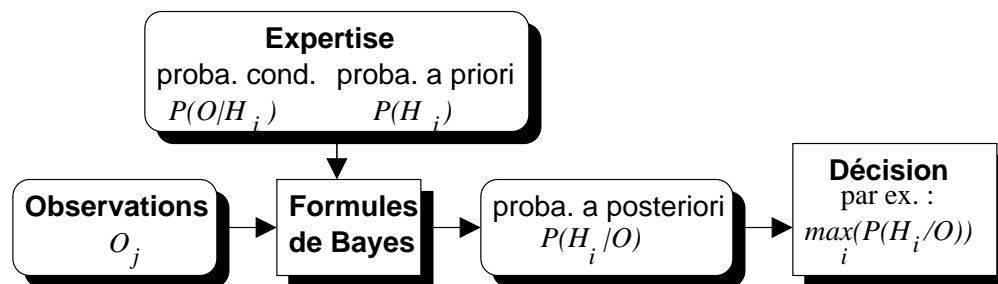 Expertise
proba. cond. proba. a priori
P(O/H_i) P(H_i)
Observations
O_j
Formules
de Bayes
proba. a posteriori
P(H_i/O)
Décision
par ex. :
max_i(P(H_i/O))